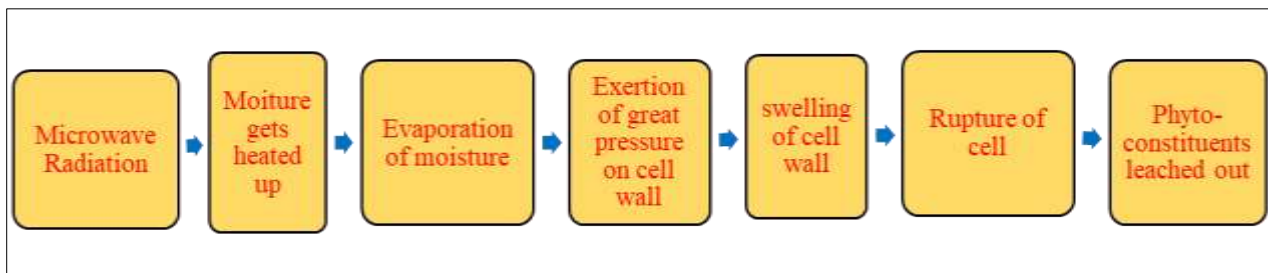 Microwave
Radiation
Moiture
gets
heated
up
Evaporation
of moisture
Exertion
of great
pressure
on cell
wall
swelling
of cell
wall
Rupture of
cell
Phyto-
constituents
leached out